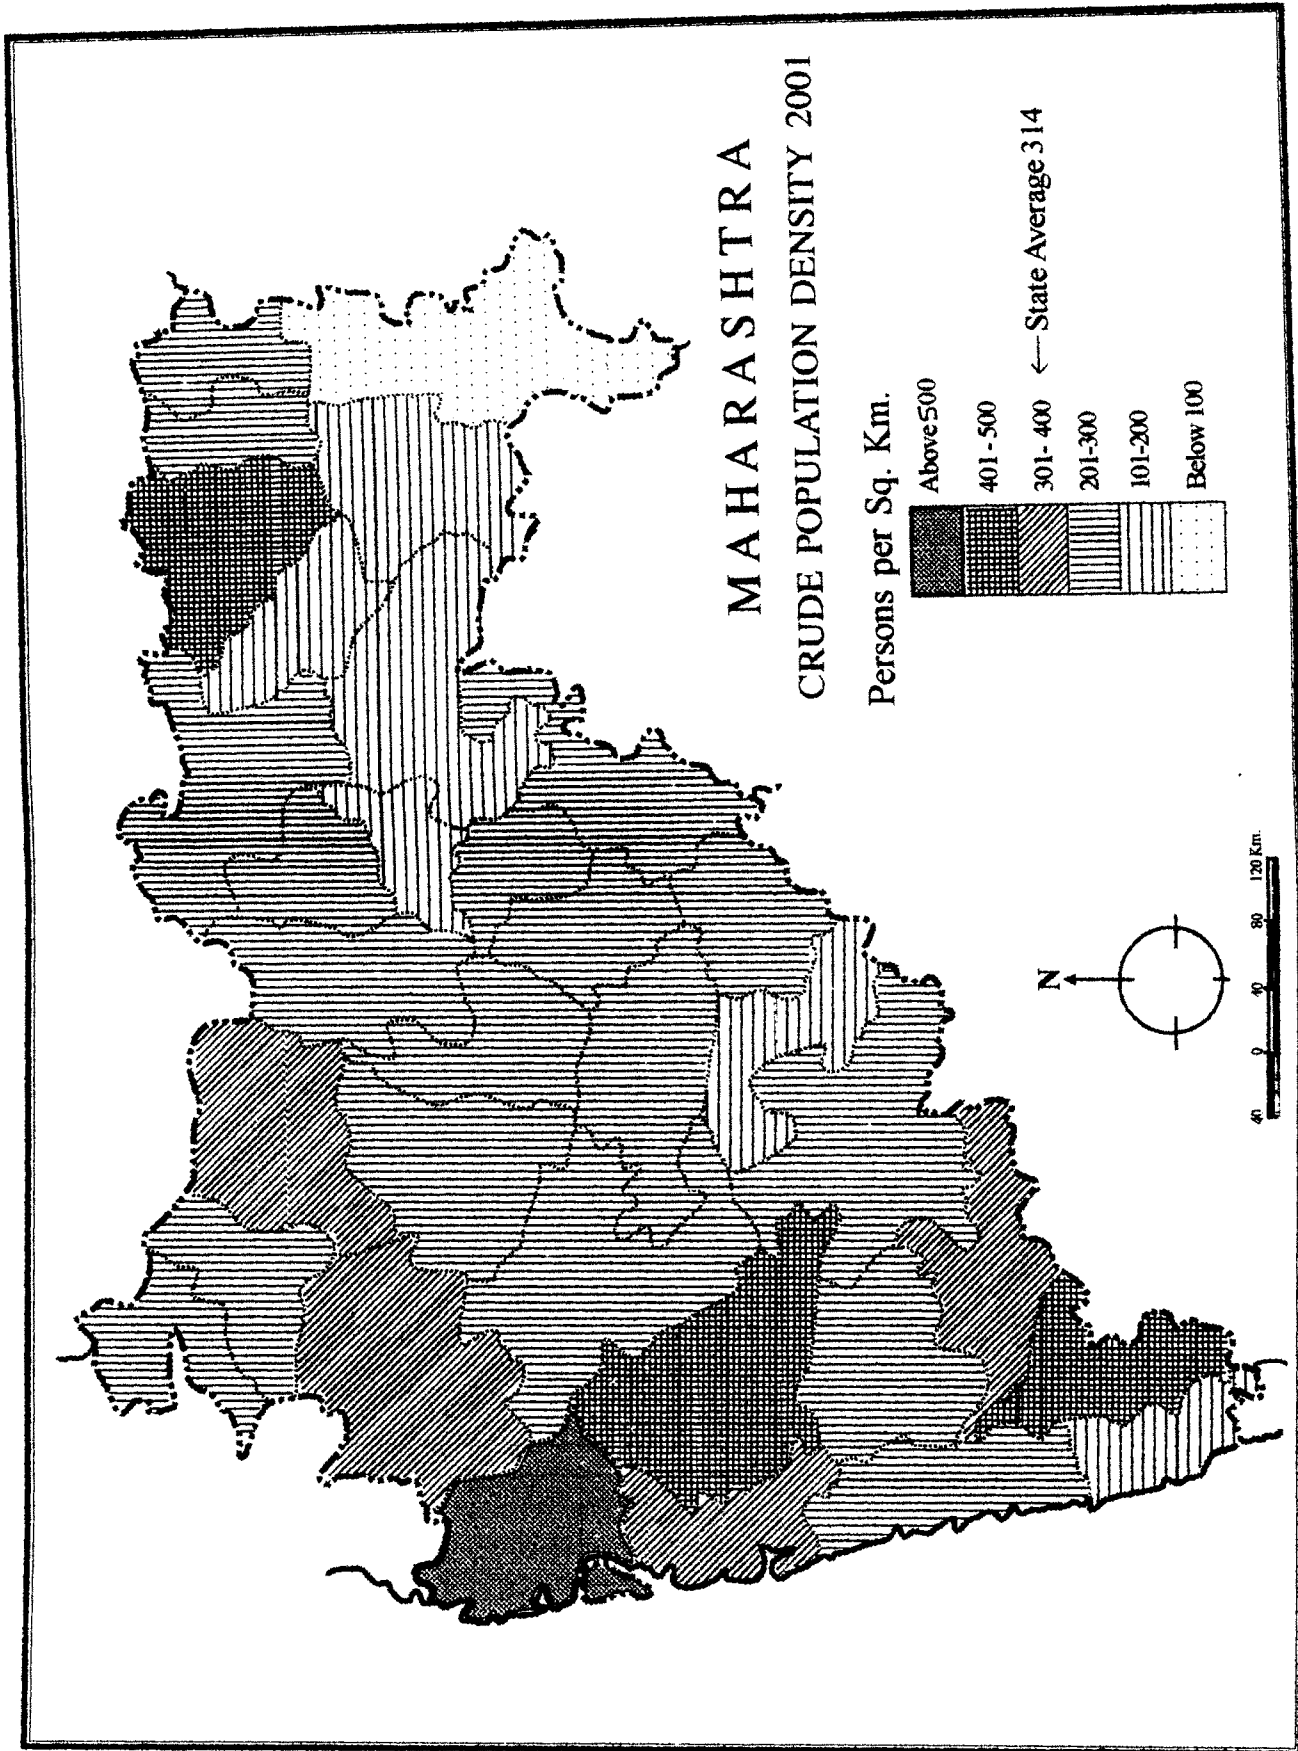 MAHARASHTRA
CRUDE POPULATION DENSITY 2001
Persons per Sq. Km.
Above 500
401 - 500
301 - 400 ← State Average 314
201-300
101-200
Below 100
N
40 0 40 80 120 Km.